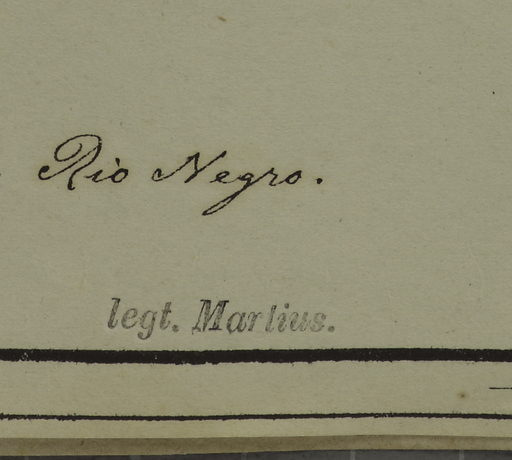 Rio Negro.
legt. Martius.